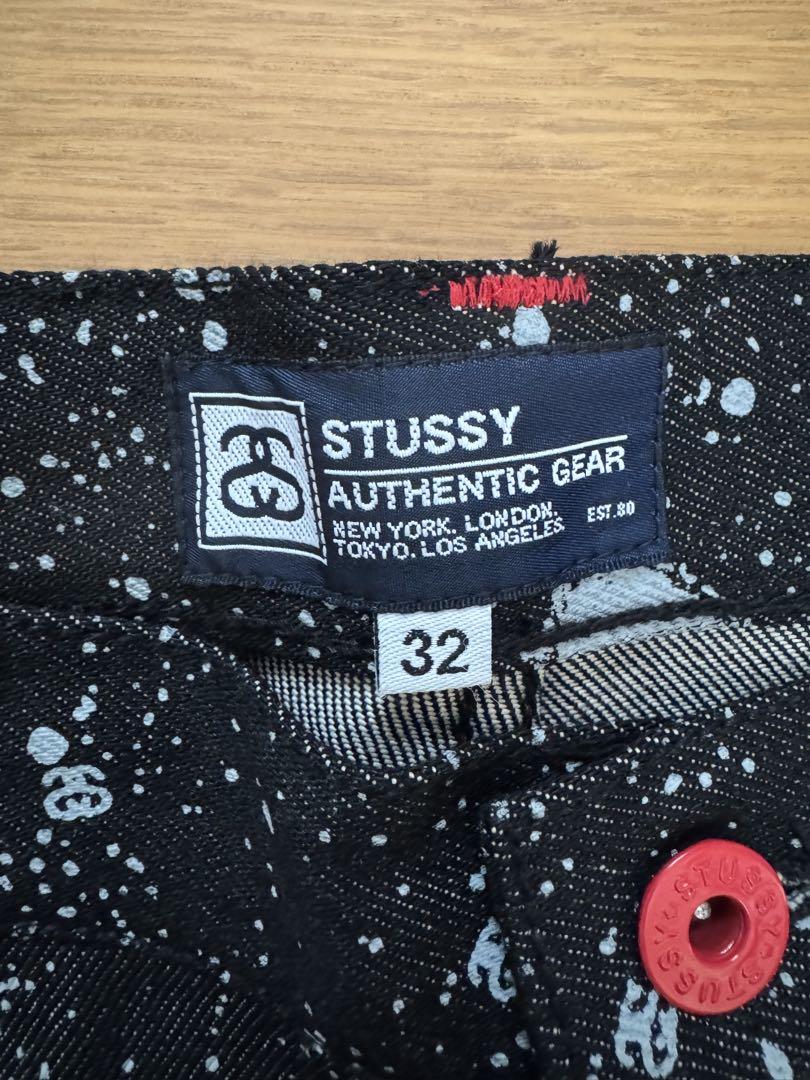 STUSSY
AUTHENTIC GEAR
NEW YORK. LONDON.
TOKYO. LOS ANGELES
EST.80
32
STUSSY • STUSSY •